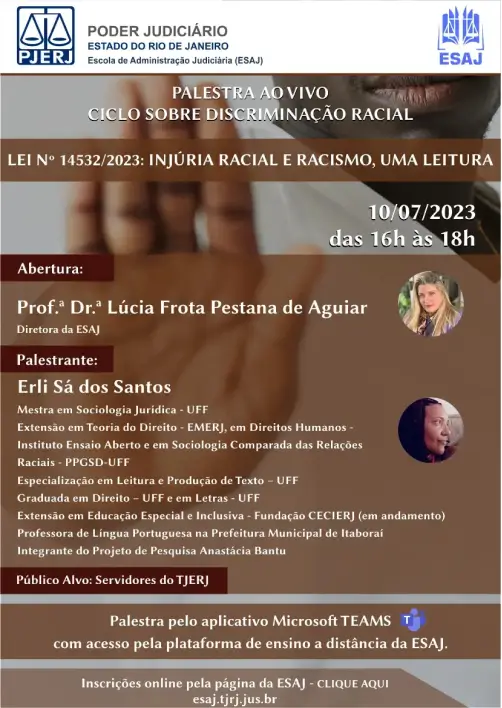 PJERJ
PODER JUDICIÁRIO
ESTADO DO RIO DE JANEIRO
Escola de Administração Judiciária (ESAJ)
ESAJ
PALESTRA AO VIVO
CICLO SOBRE DISCRIMINAÇÃO RACIAL
LEI Nº 14532/2023: INJÚRIA RACIAL E RACISMO, UMA LEITURA
10/07/2023
das 16h às 18h
Abertura:
Prof.ª Dr.ª Lúcia Frota Pestana de Aguiar
Diretora da ESAJ
Palestrante:
Erli Sá dos Santos
Mestra em Sociologia Jurídica - UFF
Extensão em Teoria do Direito - EMERJ, em Direitos Humanos -
Instituto Ensaio Aberto e em Sociologia Comparada das Relações
Raciais - PPGSD-UFF
Especialização em Leitura e Produção de Texto – UFF
Graduada em Direito – UFF e em Letras - UFF
Extensão em Educação Especial e Inclusiva - Fundação CECIERJ (em andamento)
Professora de Língua Portuguesa na Prefeitura Municipal de Itaboraí
Integrante do Projeto de Pesquisa Anastácia Bantu
Público Alvo: Servidores do TJERJ
Palestra pelo aplicativo Microsoft TEAMS
com acesso pela plataforma de ensino a distância da ESAJ.
Inscrições online pela página da ESAJ - CLIQUE AQUI
esaj.tjrj.jus.br